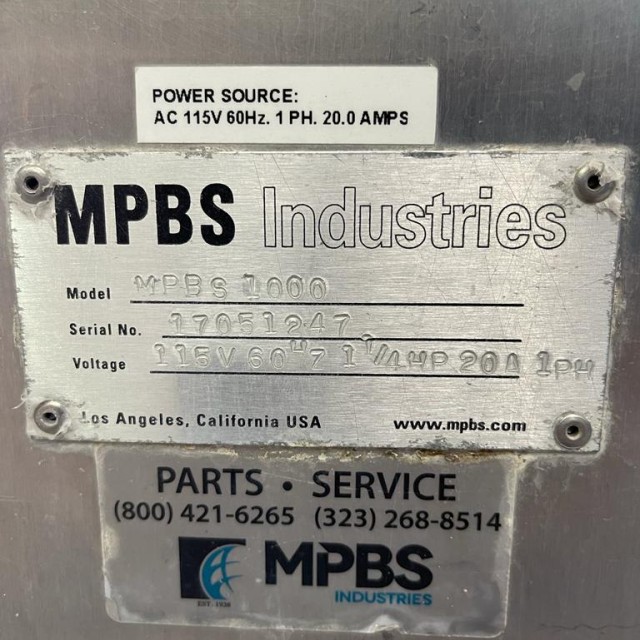 POWER SOURCE:
AC 115V 60Hz. 1 PH. 20.0 AMPS
MPBS Industries
Model MPBS 1000
Serial No. 17051247
Voltage 115V 60HZ 1 1/4HP 20A 1PH
Los Angeles, California USA www.mpbs.com
PARTS • SERVICE
(800) 421-6265 (323) 268-8514
MPBS
INDUSTRIES